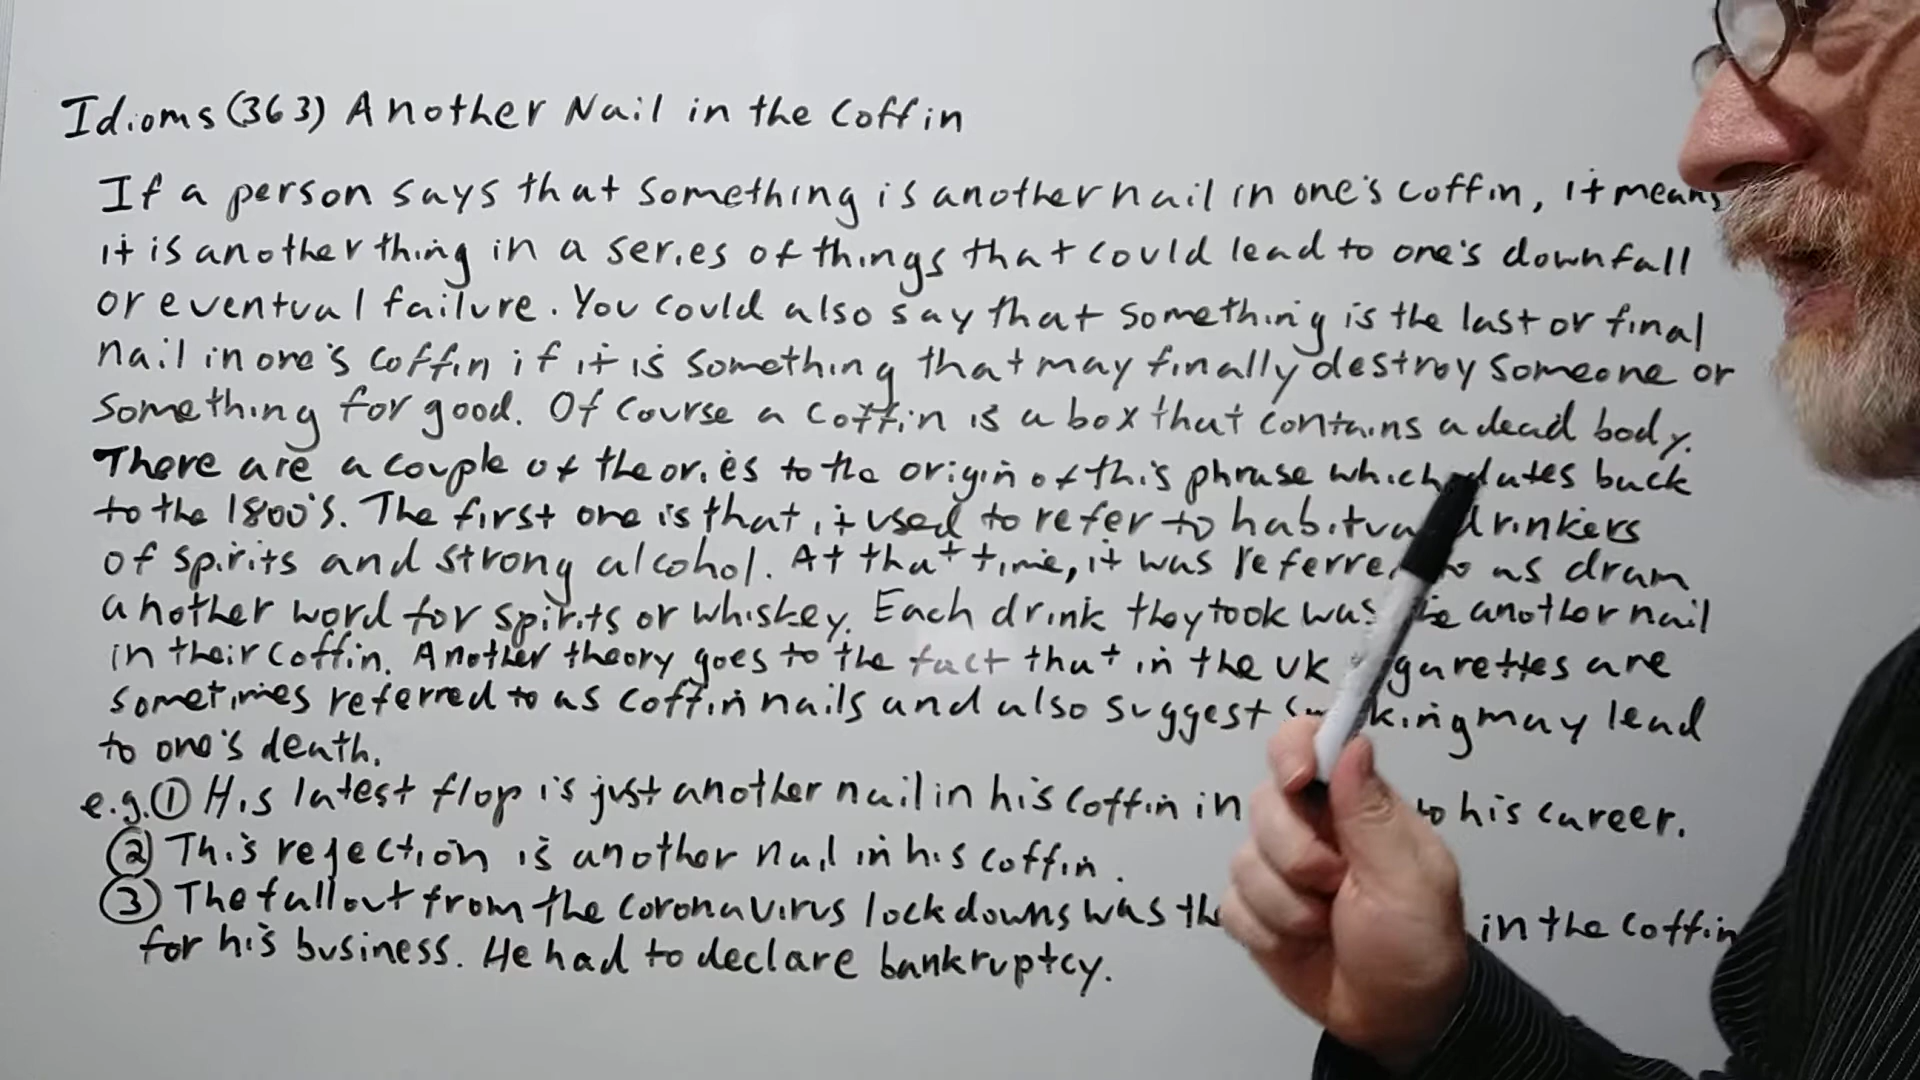 Idioms (363) Another Nail in the Coffin
If a person says that something is another nail in one's coffin, it means
it is another thing in a series of things that could lead to one's downfall
or eventual failure. You could also say that something is the last or final
nail in one's coffin if it is something that may finally destroy someone or
something for good. Of course a coffin is a box that contains a dead body.
There are a couple of theories to the origin of this phrase which dates back
to the 1800's. The first one is that it used to refer to habitual drinkers
of spirits and strong alcohol. At that time, it was referred to as dram
another word for spirits or whiskey. Each drink they took was another nail
in their coffin. Another theory goes to the fact that in the UK cigarettes are
sometimes referred to as coffin nails and also suggest smoking may lead
to one's death.
e.g. ① His latest flop is just another nail in his coffin in to his career.
② This rejection is another nail in his coffin.
③ The fallout from the coronavirus lockdowns was the in the coffin
for his business. He had to declare bankruptcy.